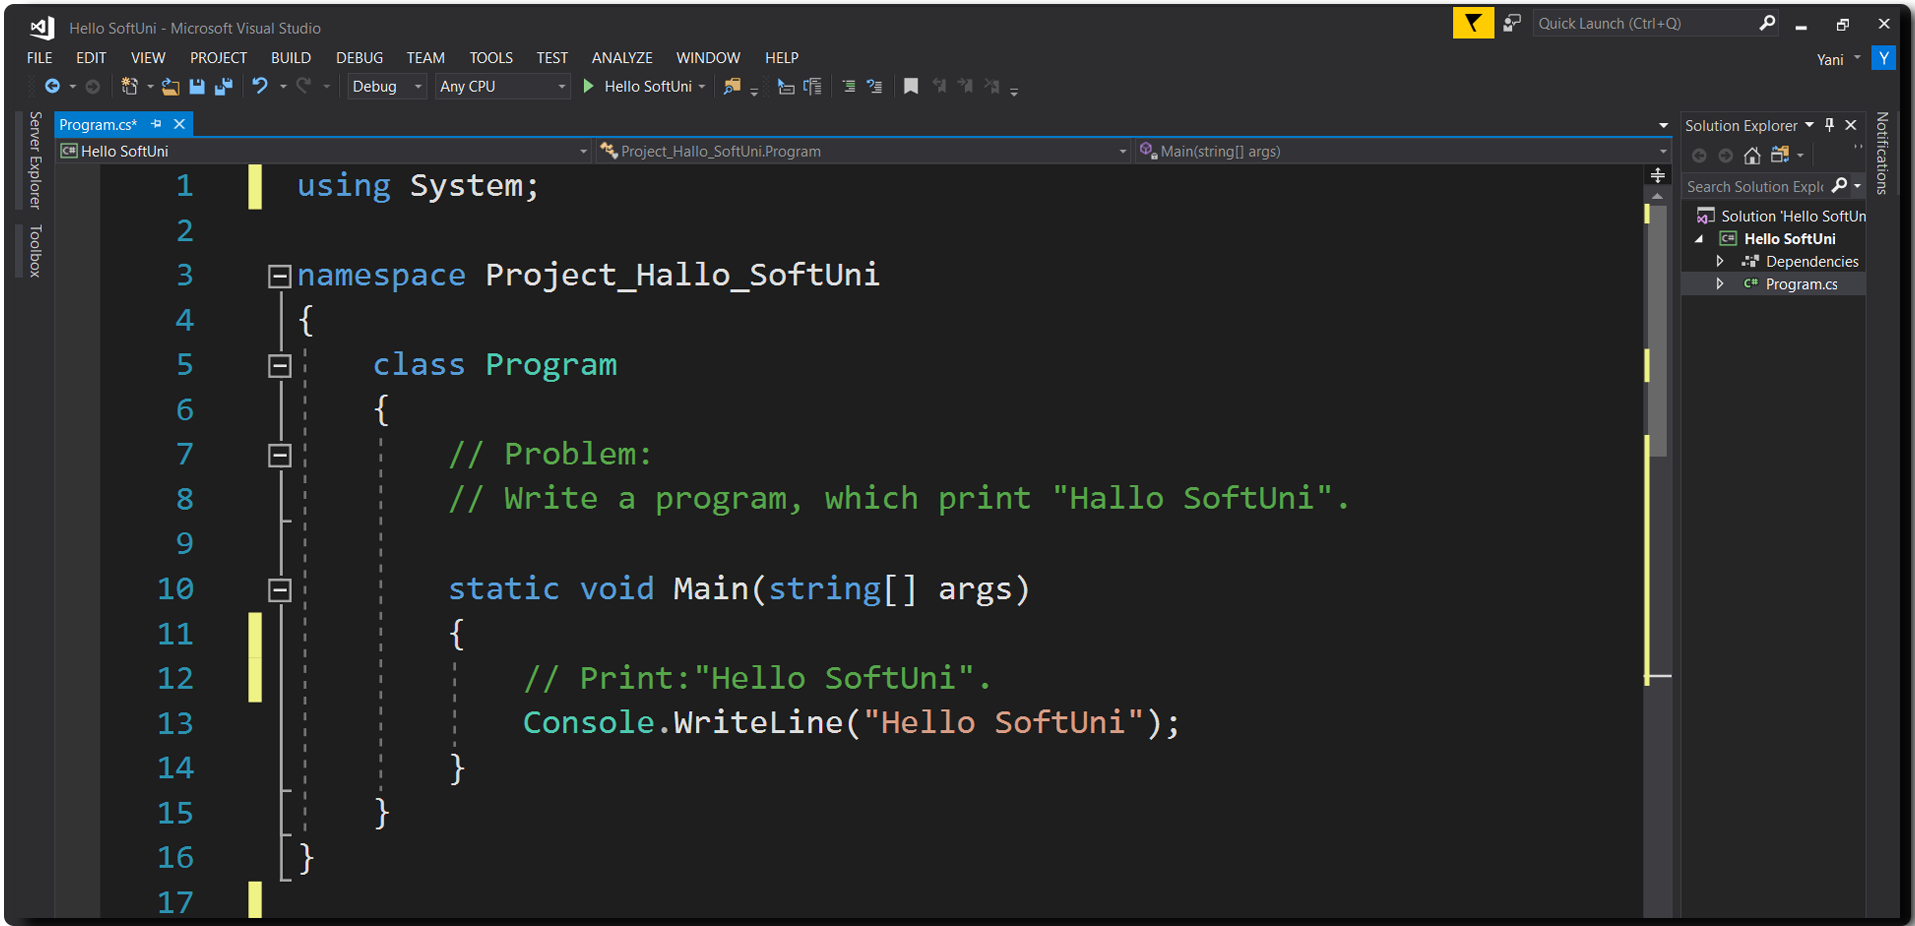 Hello SoftUni - Microsoft Visual Studio
Quick Launch (Ctrl+Q)
FILE EDIT VIEW PROJECT BUILD DEBUG TEAM TOOLS TEST ANALYZE WINDOW HELP
Yani Y
Debug Any CPU Hello SoftUni
Server Explorer
Toolbox
Program.cs*
C# Hello SoftUni Project_Hallo_SoftUni.Program Main(string[] args)
1 using System;
2
3 namespace Project_Hallo_SoftUni
4 {
5 class Program
6 {
7 // Problem:
8 // Write a program, which print "Hallo SoftUni".
9
10 static void Main(string[] args)
11 {
12 // Print:"Hello SoftUni".
13 Console.WriteLine("Hello SoftUni");
14 }
15 }
16 }
17
Solution Explorer
Search Solution Explo
Solution 'Hello SoftUn
C# Hello SoftUni
Dependencies
C# Program.cs
Notifications